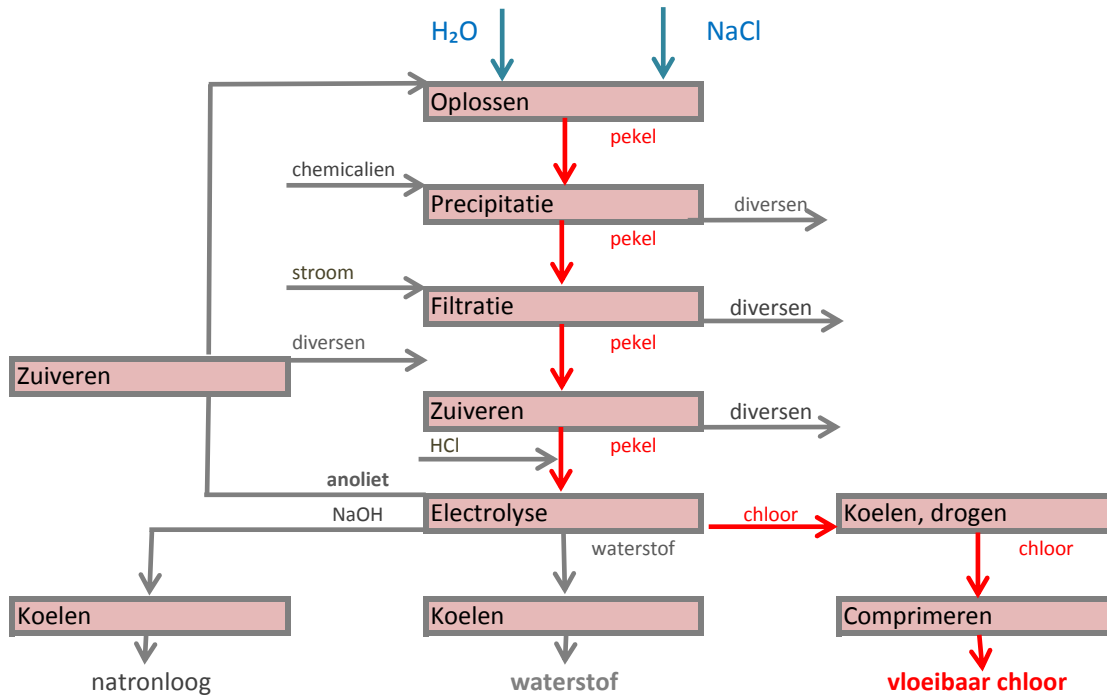 H₂O
NaCl
Oplossen
pekel
chemicalien
Precipitatie
diversen
pekel
stroom
Filtratie
diversen
pekel
diversen
Zuiveren
Zuiveren
diversen
HCl
pekel
anoliet
NaOH
Electrolyse
chloor
Koelen, drogen
waterstof
chloor
Koelen
Koelen
Comprimeren
natronloog
waterstof
vloeibaar chloor